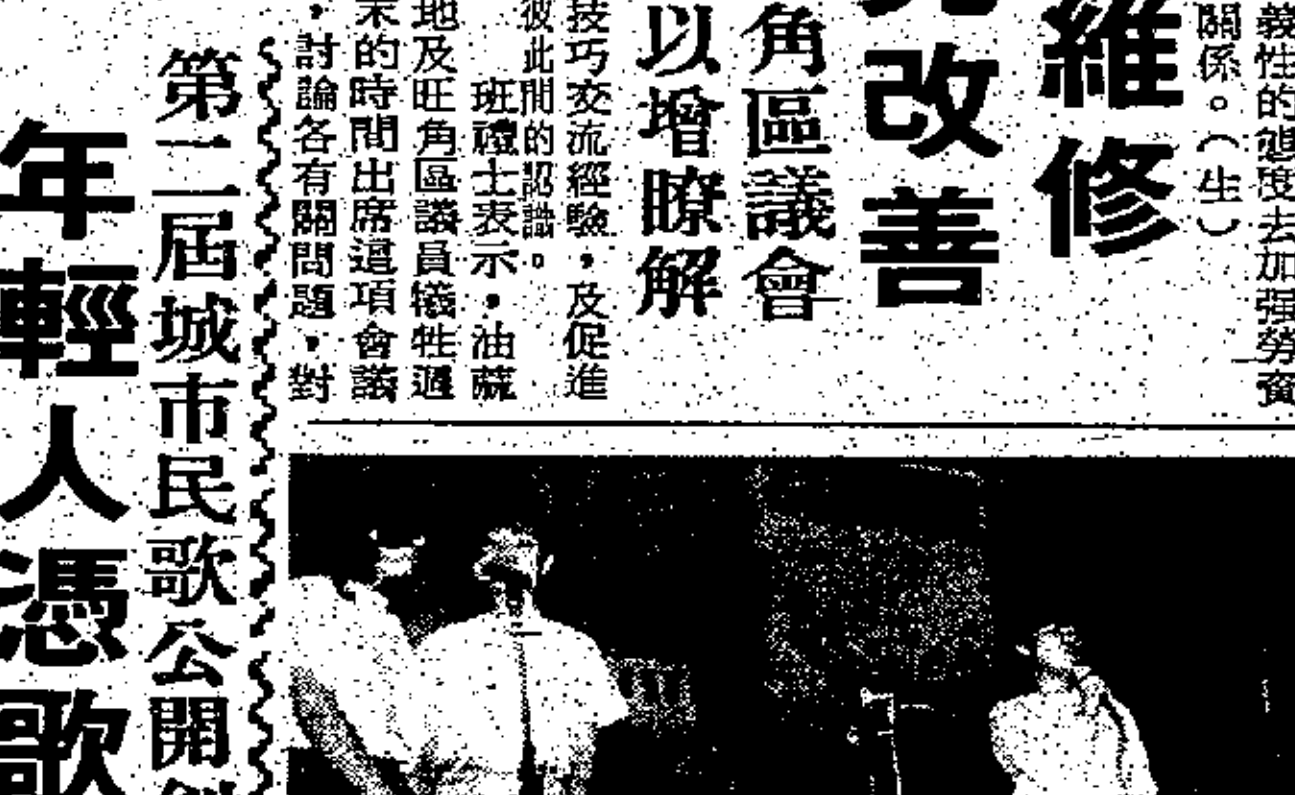 義性的態度去加强勞資
關係。(生)
維修
改善
角區議會
以增瞭解
技巧交流經驗，及促進
彼此間的認識。
班禮士表示，油蔴
地及旺角區議員犧牲週
末的時間出席這項會議
，討論各有關問題，對
第二屆城市民歌公開
年輕人憑歌